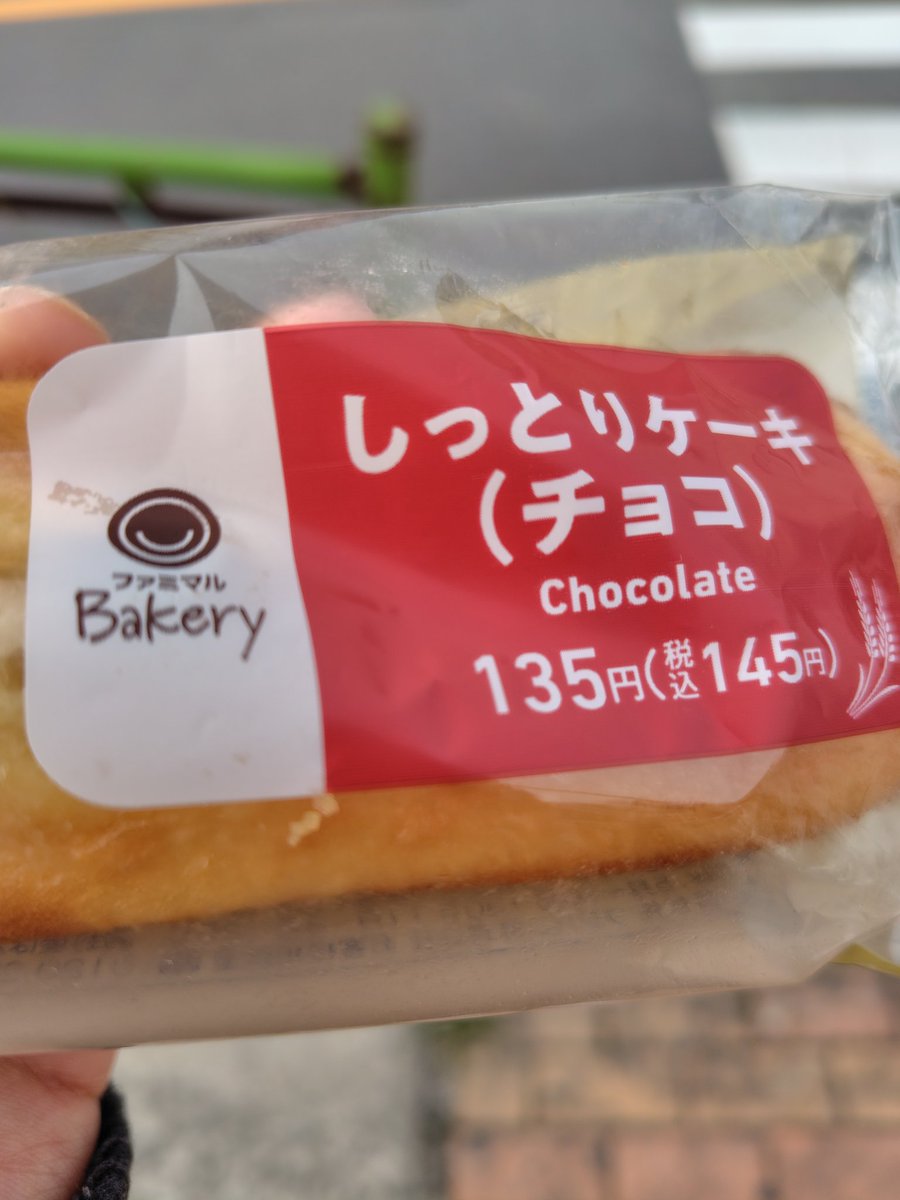 ファミマル
Bakery
しっとりケーキ
(チョコ)
Chocolate
135円(税込145円)